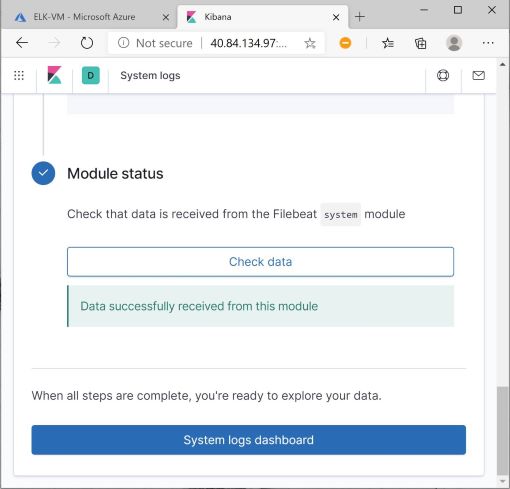 ELK-VM - Microsoft Azure
Kibana
Not secure
40.84.134.97:...
D
System logs
Module status
Check that data is received from the Filebeat system module
Check data
Data successfully received from this module
When all steps are complete, you're ready to explore your data.
System logs dashboard